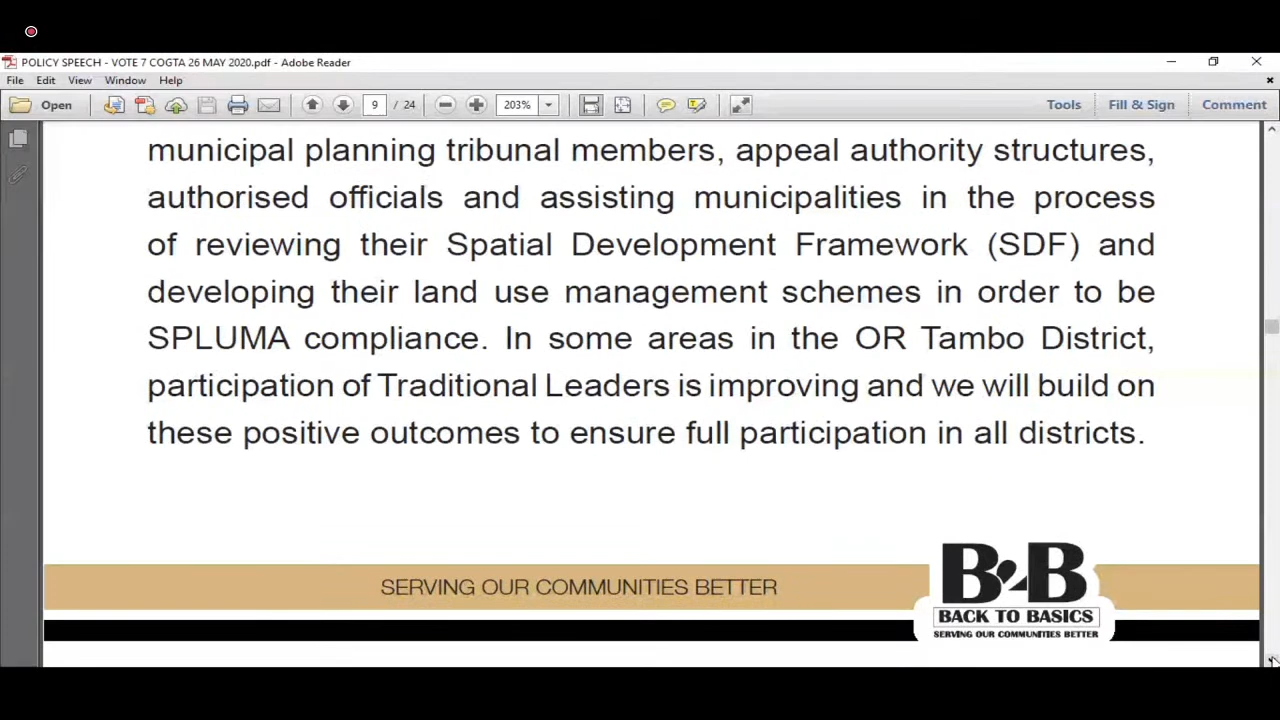 POLICY SPEECH - VOTE 7 COGTA 26 MAY 2020.pdf - Adobe Reader
File Edit View Window Help
Open 9 / 24 203% Tools Fill & Sign Comment
municipal planning tribunal members, appeal authority structures,
authorised officials and assisting municipalities in the process
of reviewing their Spatial Development Framework (SDF) and
developing their land use management schemes in order to be
SPLUMA compliance. In some areas in the OR Tambo District,
participation of Traditional Leaders is improving and we will build on
these positive outcomes to ensure full participation in all districts.
SERVING OUR COMMUNITIES BETTER
B2B
BACK TO BASICS
SERVING OUR COMMUNITIES BETTER